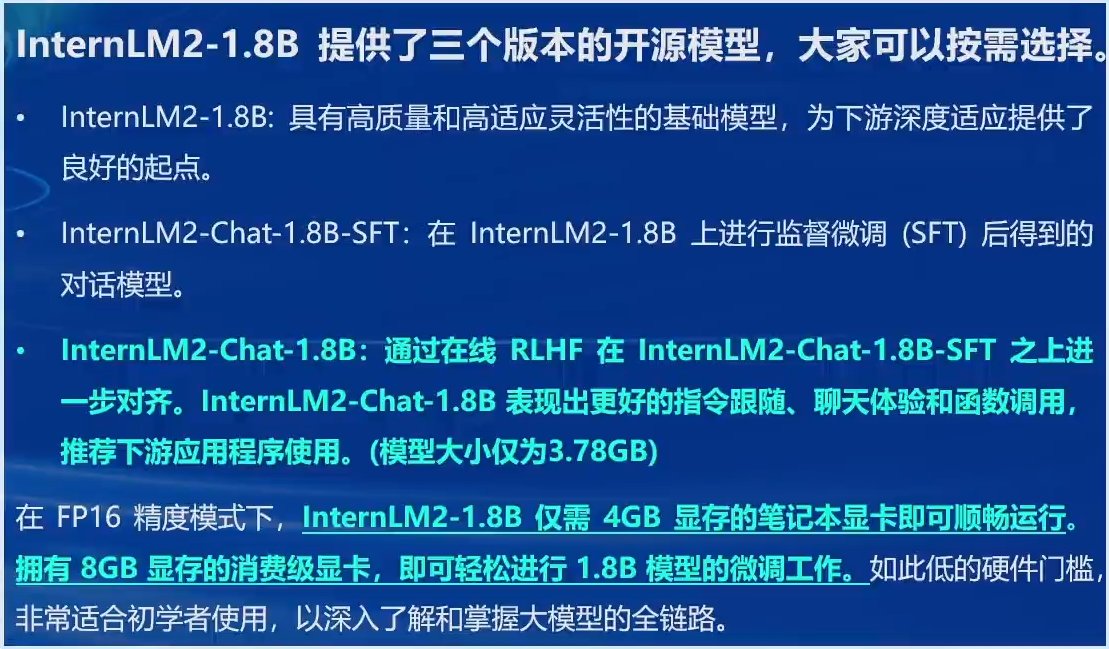 InternLM2-1.8B 提供了三个版本的开源模型，大家可以按需选择。
• InternLM2-1.8B: 具有高质量和高适应灵活性的基础模型，为下游深度适应提供了
良好的起点。
• InternLM2-Chat-1.8B-SFT：在 InternLM2-1.8B 上进行监督微调 (SFT) 后得到的
对话模型。
• InternLM2-Chat-1.8B：通过在线 RLHF 在 InternLM2-Chat-1.8B-SFT 之上进
一步对齐。InternLM2-Chat-1.8B 表现出更好的指令跟随、聊天体验和函数调用，
推荐下游应用程序使用。(模型大小仅为3.78GB)
在 FP16 精度模式下，InternLM2-1.8B 仅需 4GB 显存的笔记本显卡即可顺畅运行。
拥有 8GB 显存的消费级显卡，即可轻松进行 1.8B 模型的微调工作。如此低的硬件门槛，
非常适合初学者使用，以深入了解和掌握大模型的全链路。